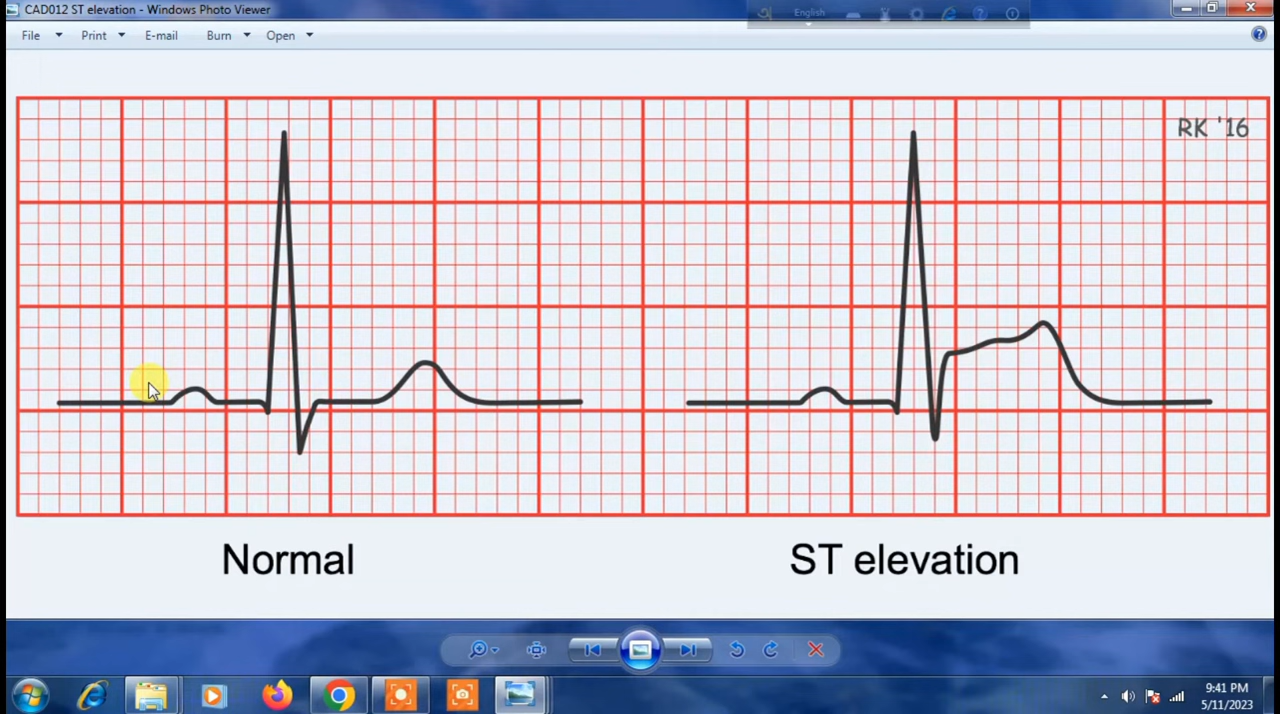 CAD012 ST elevation - Windows Photo Viewer
English
File Print E-mail Burn Open
RK '16
Normal
ST elevation
9:41 PM
5/11/2023